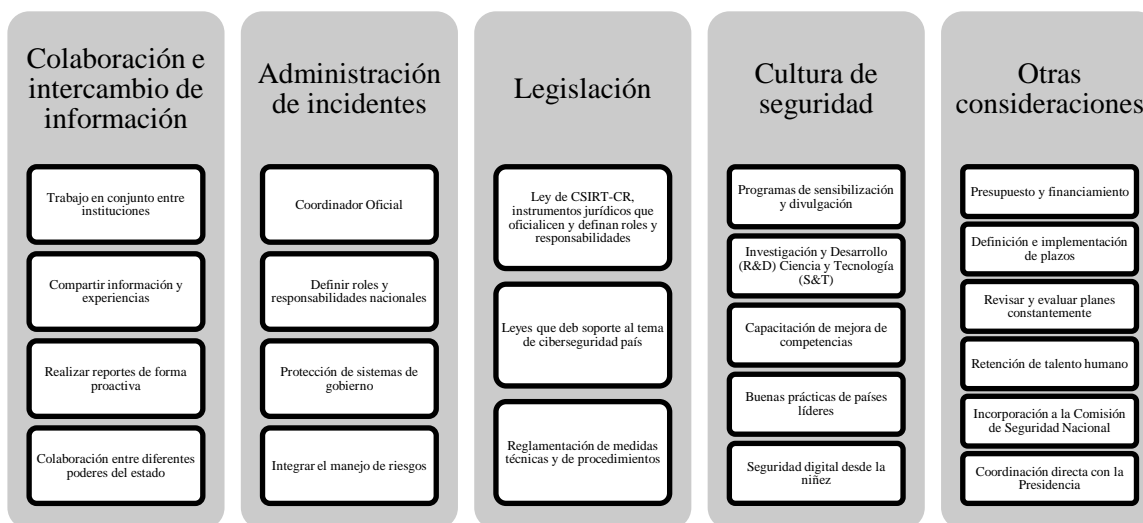 Colaboración e
intercambio de
información
Trabajo en conjunto entre
instituciones
Compartir información y
experiencias
Realizar reportes de forma
proactiva
Colaboración entre diferentes
poderes del estado
Administración
de incidentes
Coordinador Oficial
Definir roles y
responsabilidades nacionales
Protección de sistemas de
gobierno
Integrar el manejo de riesgos
Legislación
Ley de CSIRT-CR,
instrumentos jurídicos que
oficialicen y definan roles y
responsabilidades
Leyes que deb soporte al tema
de ciberseguridad país
Reglamentación de medidas
técnicas y de procedimientos
Cultura de
seguridad
Programas de sensibilización
y divulgación
Investigación y Desarrollo
(R&D) Ciencia y Tecnología
(S&T)
Capacitación de mejora de
competencias
Buenas prácticas de países
líderes
Seguridad digital desde la
niñez
Otras
consideraciones
Presupuesto y financiamiento
Definición e implementación
de plazos
Revisar y evaluar planes
constantemente
Retención de talento humano
Incorporación a la Comisión
de Seguridad Nacional
Coordinación directa con la
Presidencia